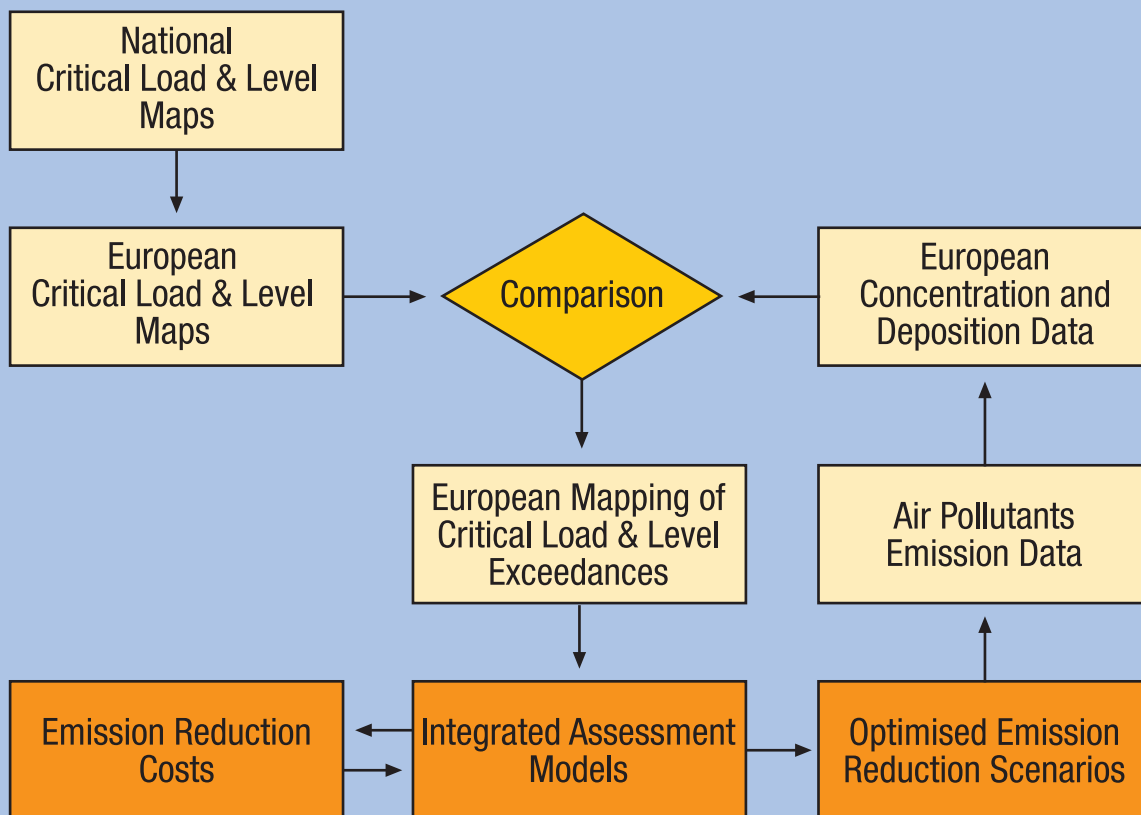 National
Critical Load & Level
Maps
European
Critical Load & Level
Maps
Comparison
European
Concentration and
Deposition Data
European Mapping of
Critical Load & Level
Exceedances
Air Pollutants
Emission Data
Emission Reduction
Costs
Integrated Assessment
Models
Optimised Emission
Reduction Scenarios